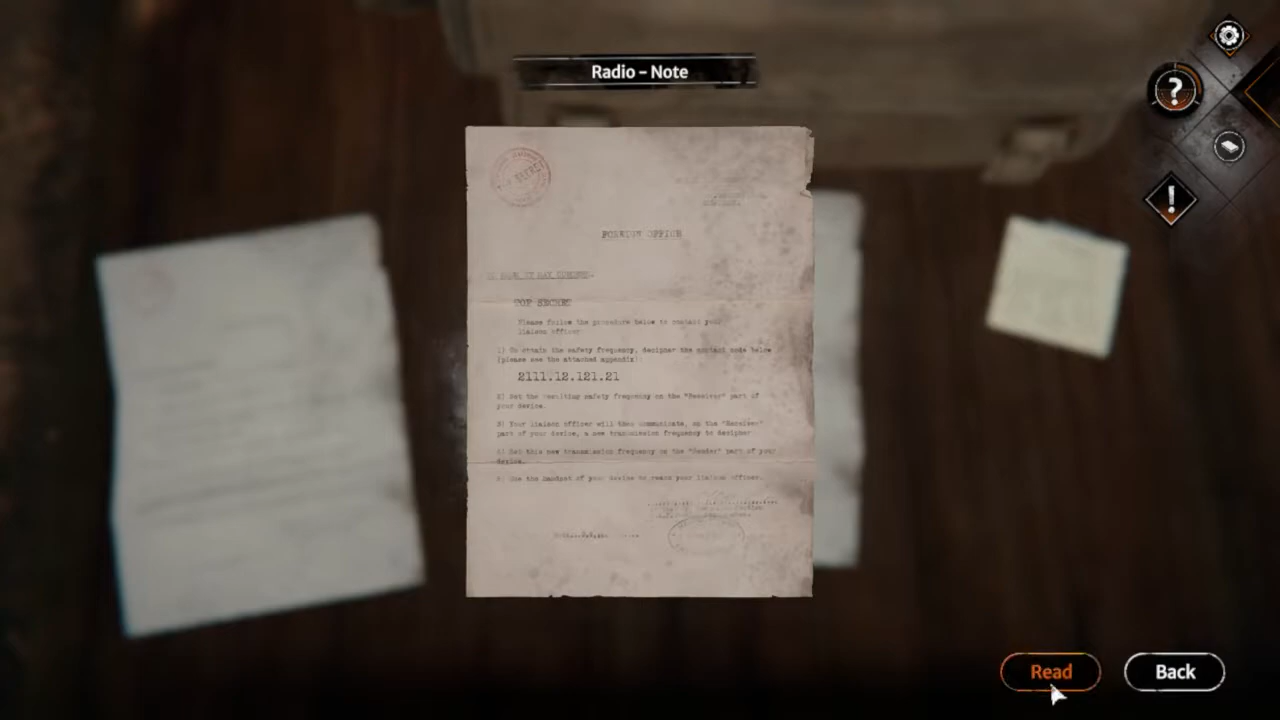 Radio – Note
FOREIGN OFFICE
TOP SECRET
Please follow the procedure below to contact your
liaison officer:
1) To obtain the safety frequency, decipher the contact code below
(please see the attached appendix):
2111.12.121.21
2) Set the resulting safety frequency on the "Receiver" part of
your device.
3) Your liaison officer will then communicate, on the "Receiver"
part of your device, a new transmission frequency to decipher
4) Set this new transmission frequency on the "Sender" part of your
device.
5) Use the handset of your device to reach your liaison officer.
Read
Back